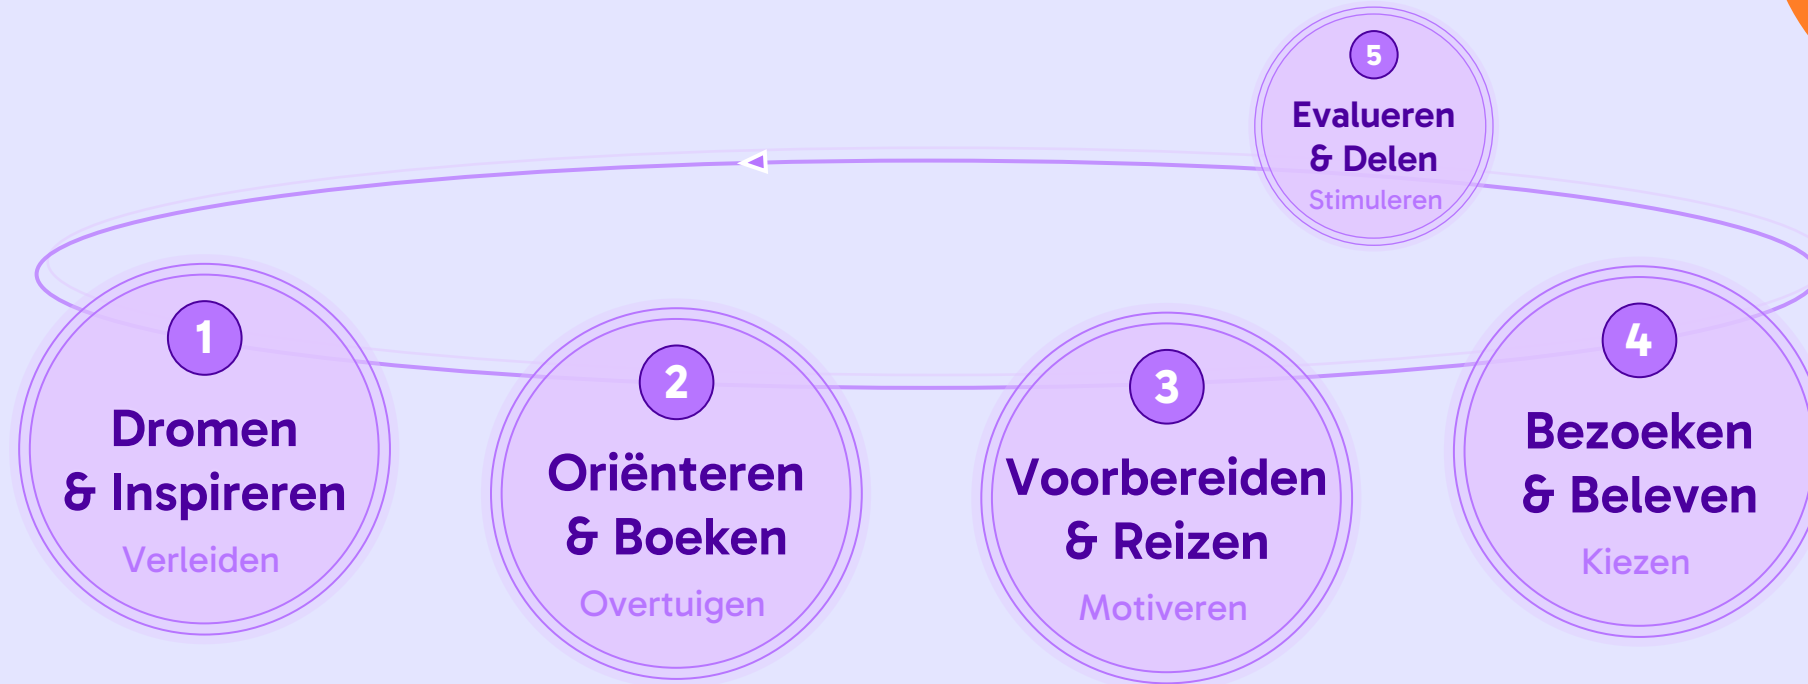 1
Dromen
& Inspireren
Verleiden
2
Oriënteren
& Boeken
Overtuigen
3
Voorbereiden
& Reizen
Motiveren
4
Bezoeken
& Beleven
Kiezen
5
Evalueren
& Delen
Stimuleren